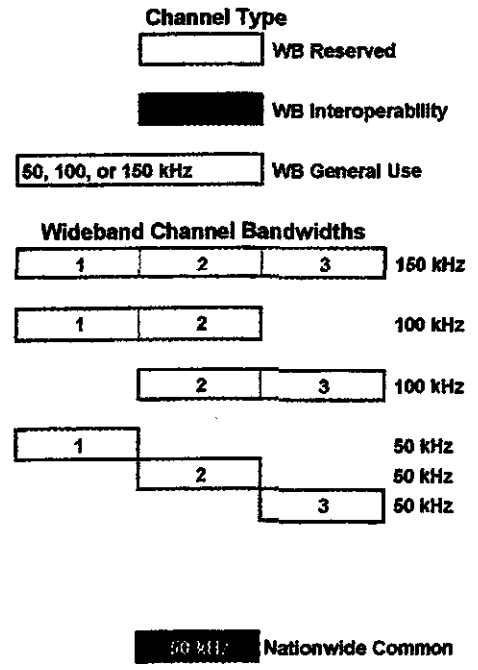 Channel Type
WB Reserved
WB Interoperability
50, 100, or 150 kHz WB General Use
Wideband Channel Bandwidths
1 2 3 150 kHz
1 2 100 kHz
2 3 100 kHz
1 50 kHz
2 50 kHz
3 50 kHz
50 kHz Nationwide Common